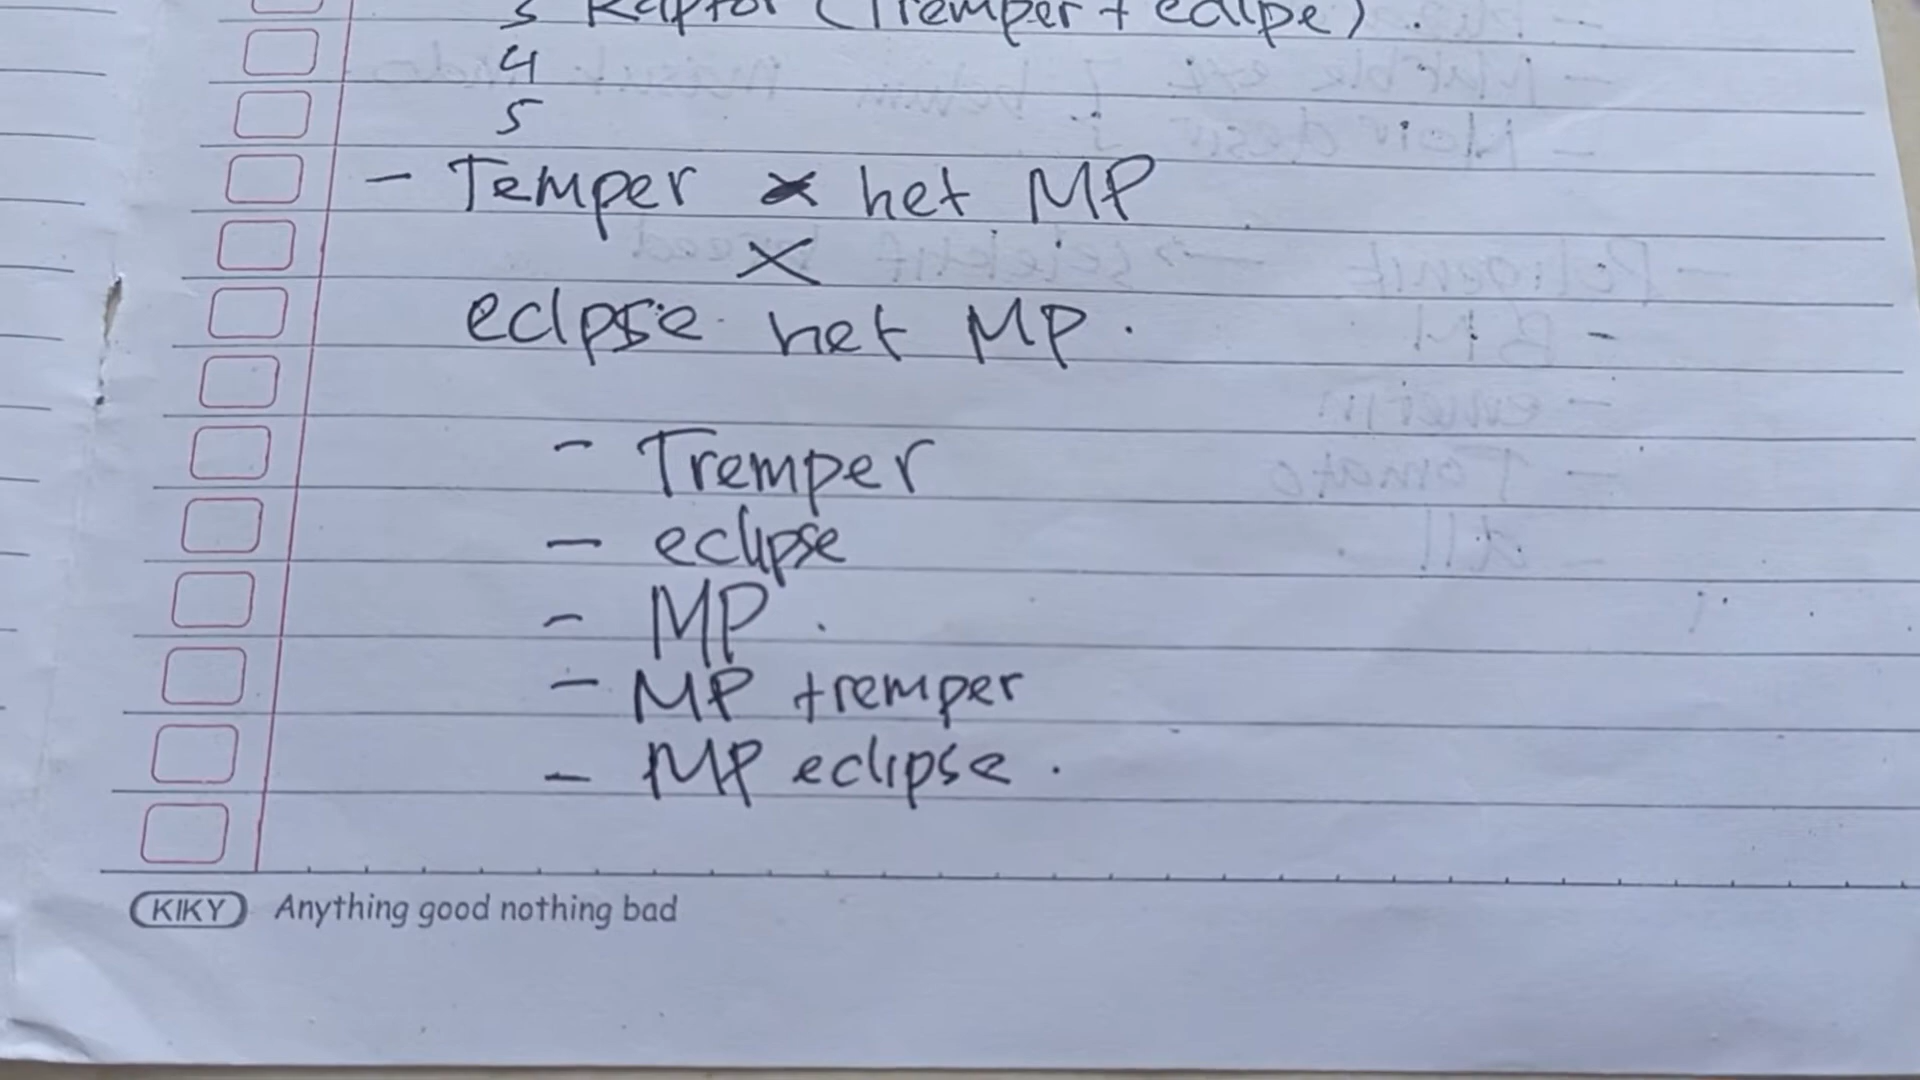 3 Raptor (Tremper + eclipe).
4
5
- Temper x het MP
X
eclpse het MP.
- Tremper
- eclipse
- MP.
- MP tremper
- MP eclipse.
KIKY Anything good nothing bad